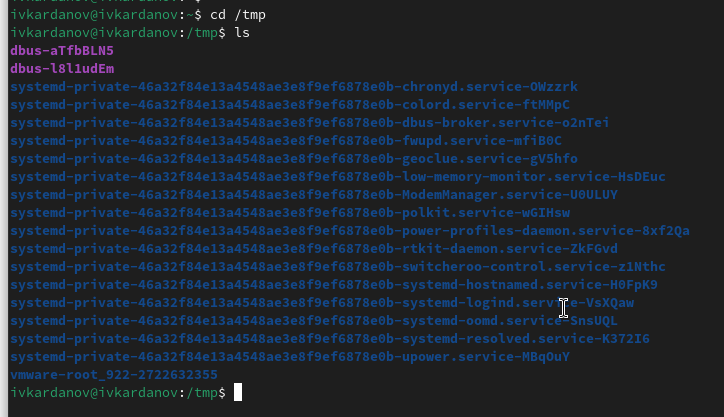 ivkardanov@ivkardanov:~$ cd /tmp
ivkardanov@ivkardanov:/tmp$ ls
dbus-aTfbBLN5
dbus-l8l1udEm
systemd-private-46a32f84e13a4548ae3e8f9ef6878e0b-chronyd.service-OWzzrk
systemd-private-46a32f84e13a4548ae3e8f9ef6878e0b-colord.service-ftMMpC
systemd-private-46a32f84e13a4548ae3e8f9ef6878e0b-dbus-broker.service-o2nTei
systemd-private-46a32f84e13a4548ae3e8f9ef6878e0b-fwupd.service-mfiB0C
systemd-private-46a32f84e13a4548ae3e8f9ef6878e0b-geoclue.service-gV5hfo
systemd-private-46a32f84e13a4548ae3e8f9ef6878e0b-low-memory-monitor.service-HsDEuc
systemd-private-46a32f84e13a4548ae3e8f9ef6878e0b-ModemManager.service-U0ULUY
systemd-private-46a32f84e13a4548ae3e8f9ef6878e0b-polkit.service-wGIHsw
systemd-private-46a32f84e13a4548ae3e8f9ef6878e0b-power-profiles-daemon.service-8xf2Qa
systemd-private-46a32f84e13a4548ae3e8f9ef6878e0b-rtkit-daemon.service-ZkFGvd
systemd-private-46a32f84e13a4548ae3e8f9ef6878e0b-switcheroo-control.service-z1Nthc
systemd-private-46a32f84e13a4548ae3e8f9ef6878e0b-systemd-hostnamed.service-H0FpK9
systemd-private-46a32f84e13a4548ae3e8f9ef6878e0b-systemd-logind.service-VsXQaw
systemd-private-46a32f84e13a4548ae3e8f9ef6878e0b-systemd-oomd.service-SnsUQL
systemd-private-46a32f84e13a4548ae3e8f9ef6878e0b-systemd-resolved.service-K372I6
systemd-private-46a32f84e13a4548ae3e8f9ef6878e0b-upower.service-MBqOuY
vmware-root_922-2722632355
ivkardanov@ivkardanov:/tmp$